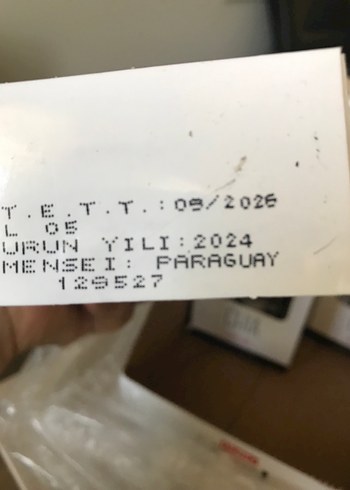 T.E.T.T.:09/2026
L 05
URUN YILI:2024
MENSEI: PARAGUAY
129527